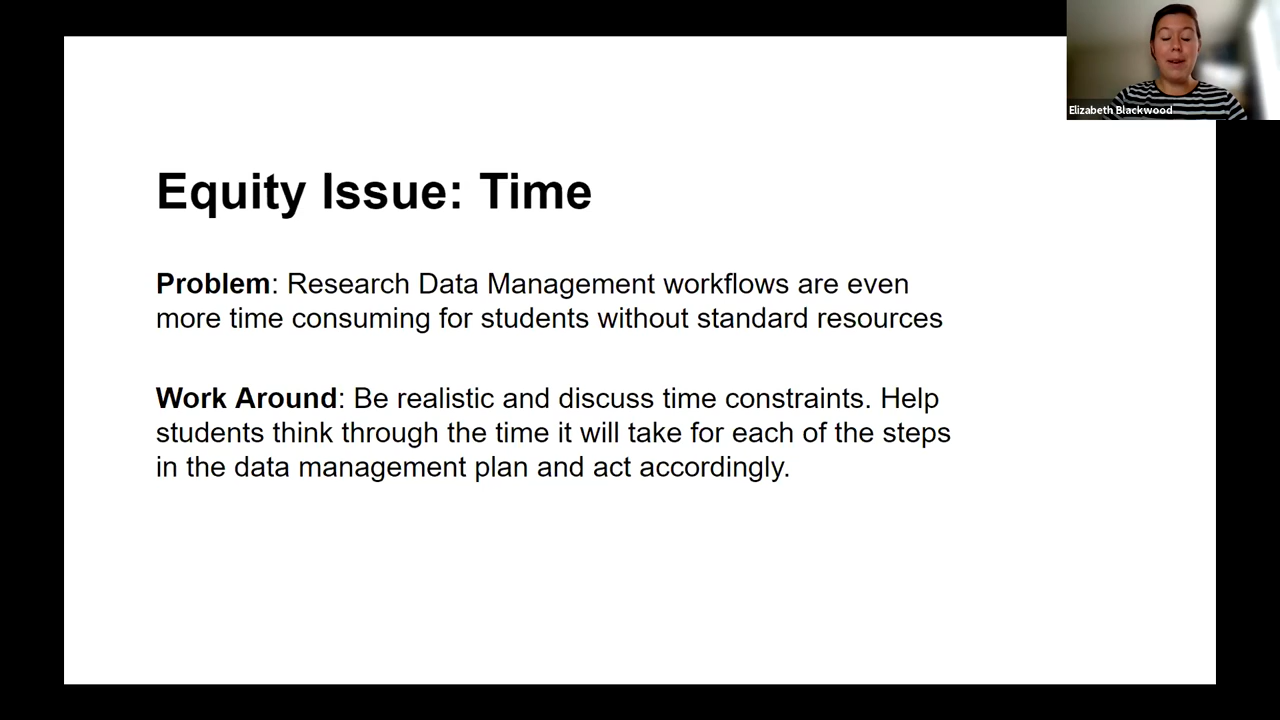 Elizabeth Blackwood
Equity Issue: Time
Problem: Research Data Management workflows are even
more time consuming for students without standard resources
Work Around: Be realistic and discuss time constraints. Help
students think through the time it will take for each of the steps
in the data management plan and act accordingly.